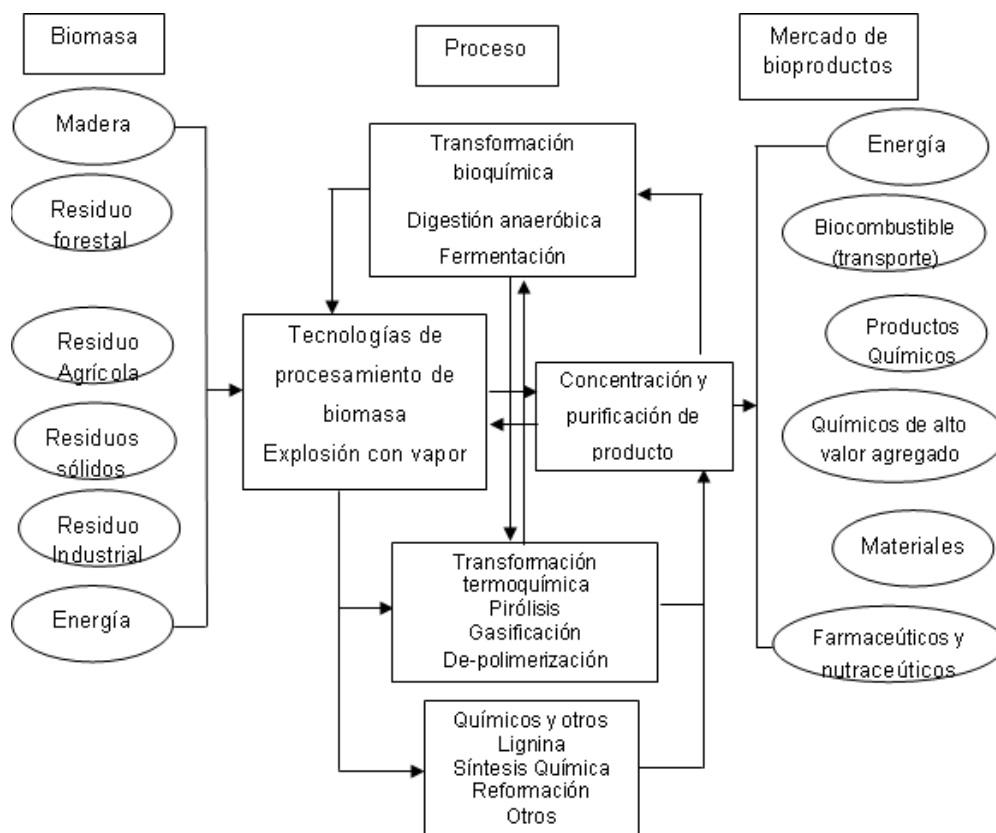 Biomasa
Proceso
Mercado de
bioproductos
Madera
Residuo
forestal
Residuo
Agrícola
Residuos
sólidos
Residuo
Industrial
Energía
Transformación
bioquímica
Digestión anaeróbica
Fermentación
Tecnologías de
procesamiento de
biomasa
Explosión con vapor
Concentración y
purificación de
producto
Transformación
termoquímica
Pirólisis
Gasificación
De-polimerización
Químicos y otros
Lignina
Síntesis Química
Reformación
Otros
Energía
Biocombustible
(transporte)
Productos
Químicos
Químicos de alto
valor agregado
Materiales
Farmaceúticos y
nutraceúticos